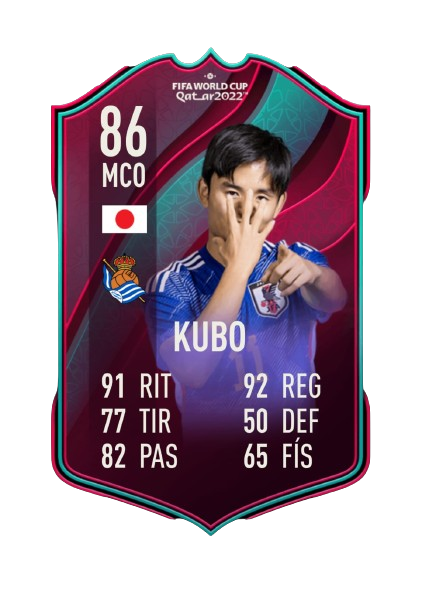 FIFA WORLD CUP
Qatar2022
86
MCO
KUBO
91 RIT 92 REG
77 TIR 50 DEF
82 PAS 65 FÍS